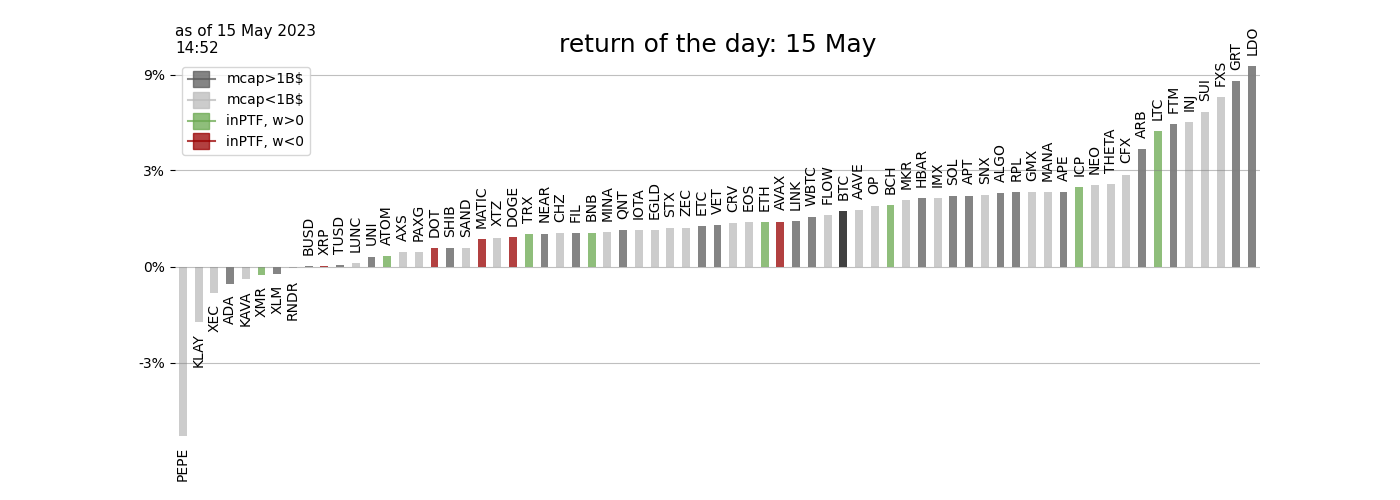 as of 15 May 2023
14:52
return of the day: 15 May
mcap>1B$
mcap<1B$
inPTF, w>0
inPTF, w<0
9%
3%
0%
-3%
PEPE
KLAY
XEC
ADA
KAVA
XMR
XLM
RNDR
BUSD
XRP
TUSD
LUNC
UNI
ATOM
AXS
PAXG
DOT
SHIB
SAND
MATIC
XTZ
DOGE
TRX
NEAR
CHZ
FIL
BNB
MINA
QNT
IOTA
EGLD
STX
ZEC
ETC
VET
CRV
EOS
ETH
AVAX
LINK
WBTC
FLOW
BTC
AAVE
OP
BCH
MKR
HBAR
IMX
SOL
APT
SNX
ALGO
RPL
GMX
MANA
APE
ICP
NEO
THETA
CFX
ARB
LTC
FTM
INJ
SUI
FXS
GRT
LDO